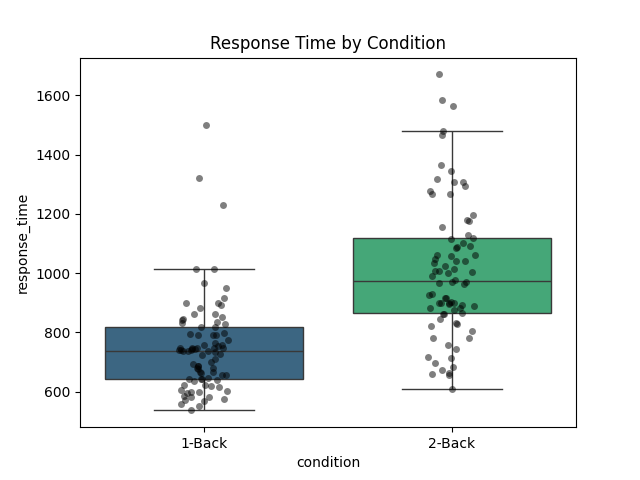 Response Time by Condition
response_time
1600
1400
1200
1000
800
600
1-Back
2-Back
condition